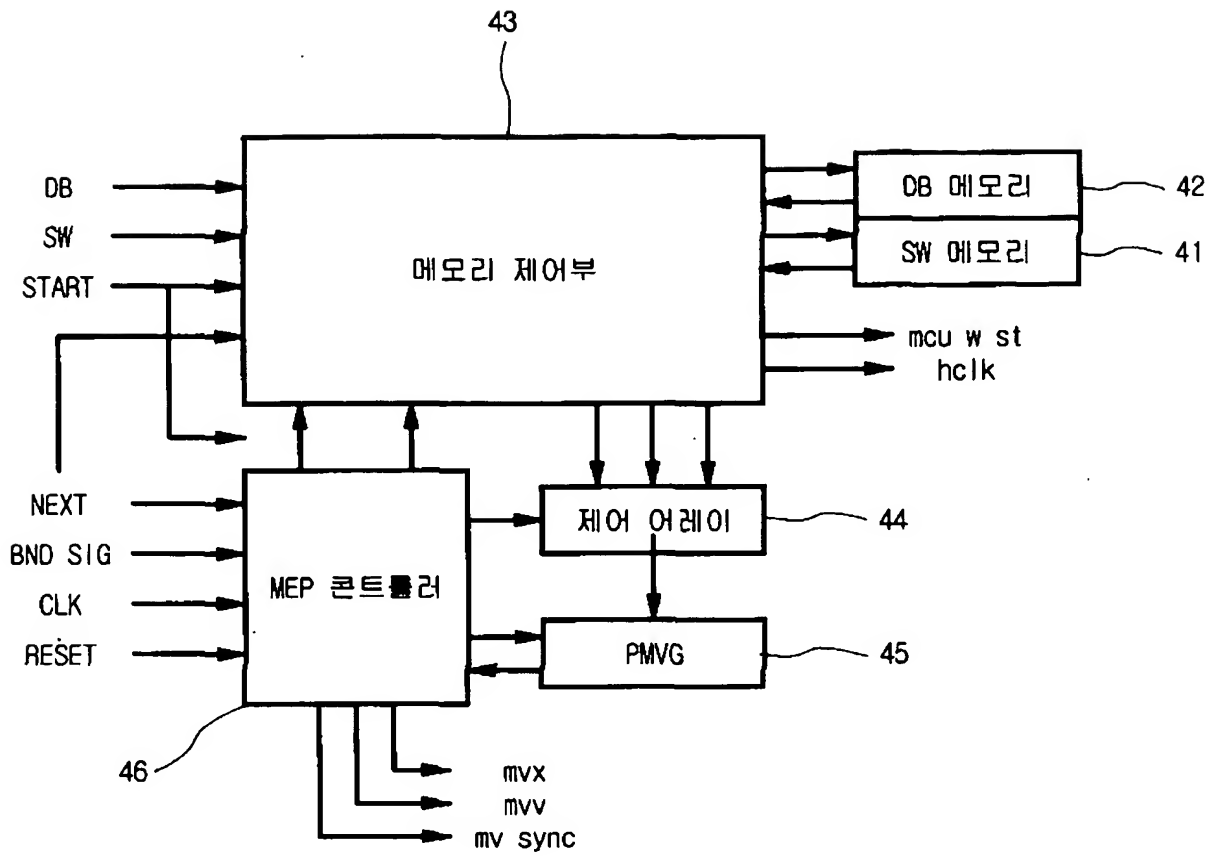 43
DB
SW
START
메모리 제어부
DB 메모리
42
SW 메모리
41
mcu w st
hclk
NEXT
BND SIG
CLK
RESET
MEP 콘트롤러
제어 어레이
44
PMVG
45
46
mvx
mvv
mv sync